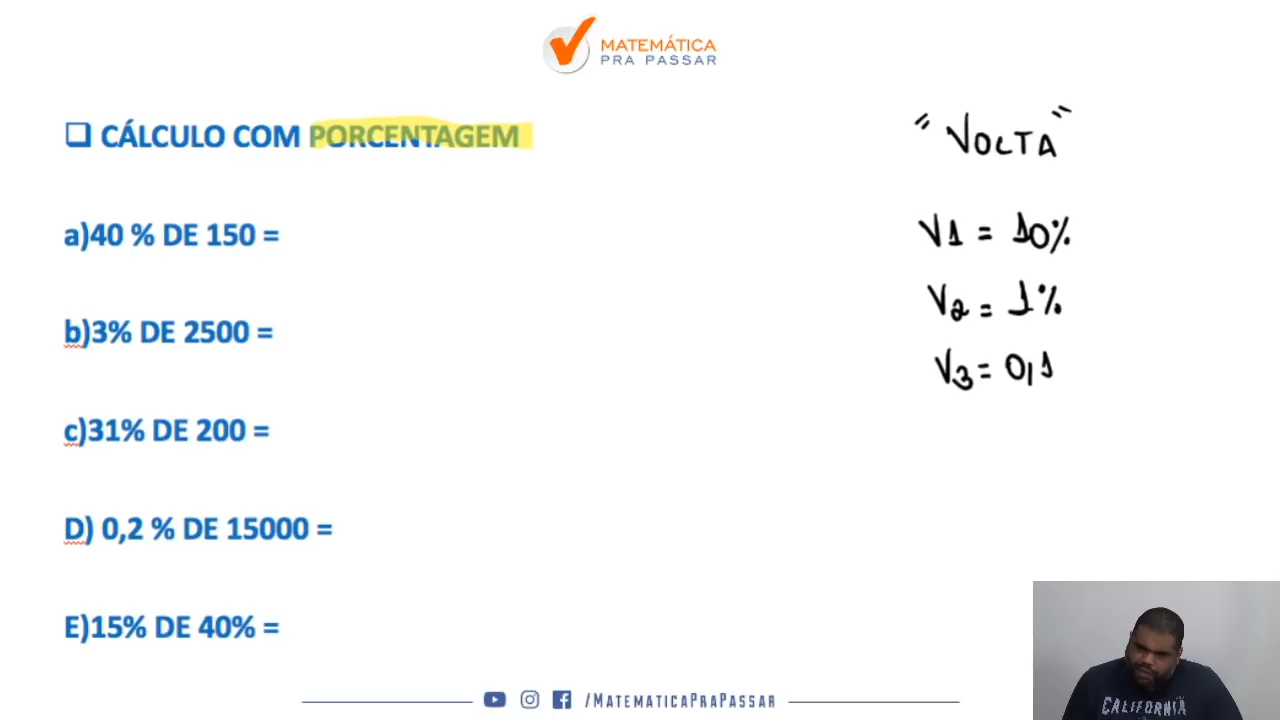 MATEMÁTICA
PRA PASSAR
CÁLCULO COM PORCENTAGEM
a)40 % DE 150 =
b)3% DE 2500 =
c)31% DE 200 =
D) 0,2 % DE 15000 =
E)15% DE 40% =
"VOLTA"
V1 = 10%
V2 = 1%
V3 = 0,1
/MATEMATICAPRAPASSAR
CALIFORNIA